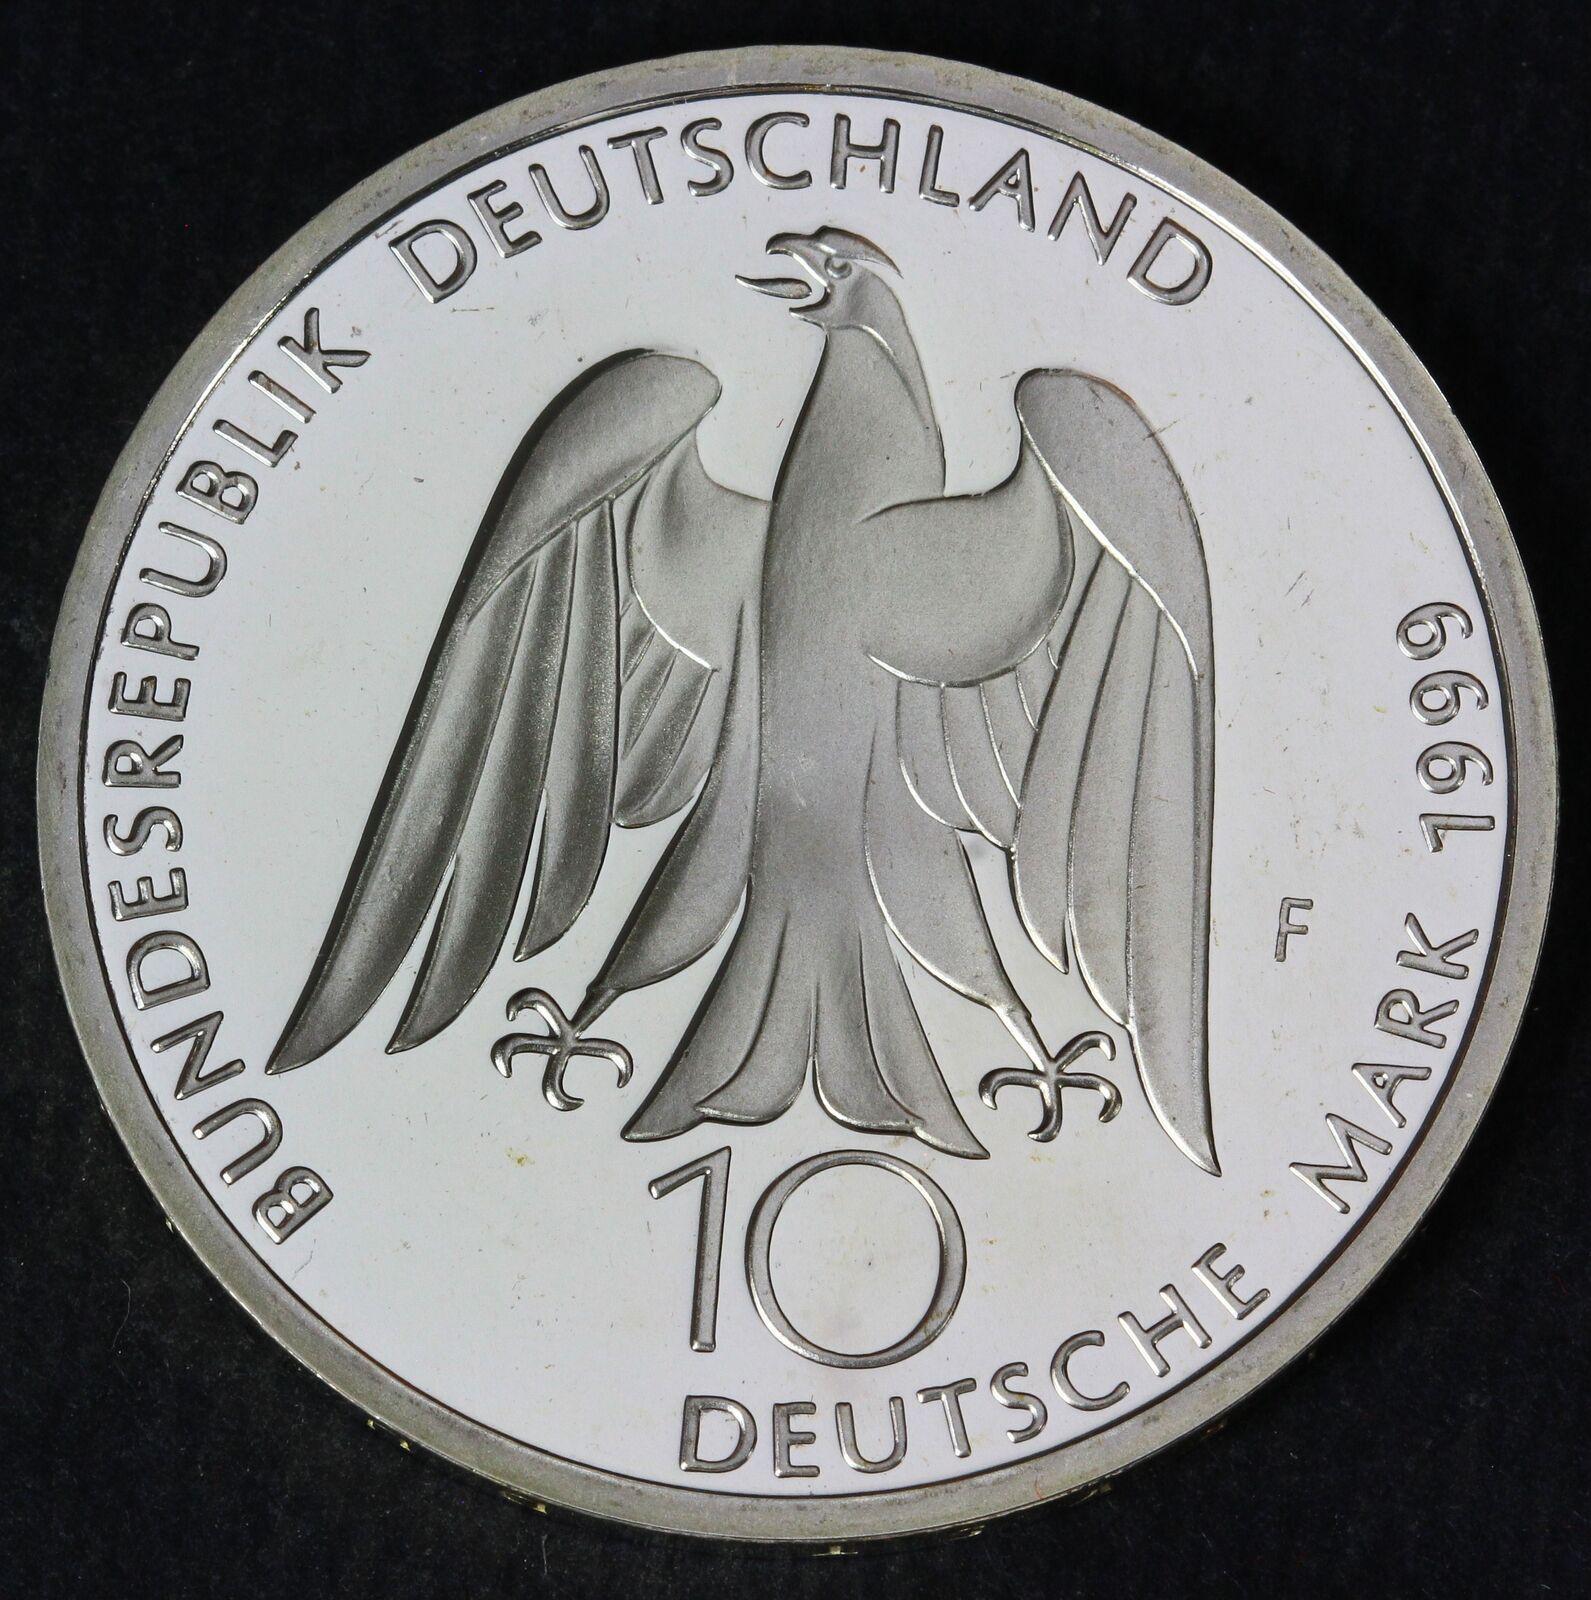 BUNDESREPUBLIK DEUTSCHLAND
F
10
DEUTSCHE MARK 1999